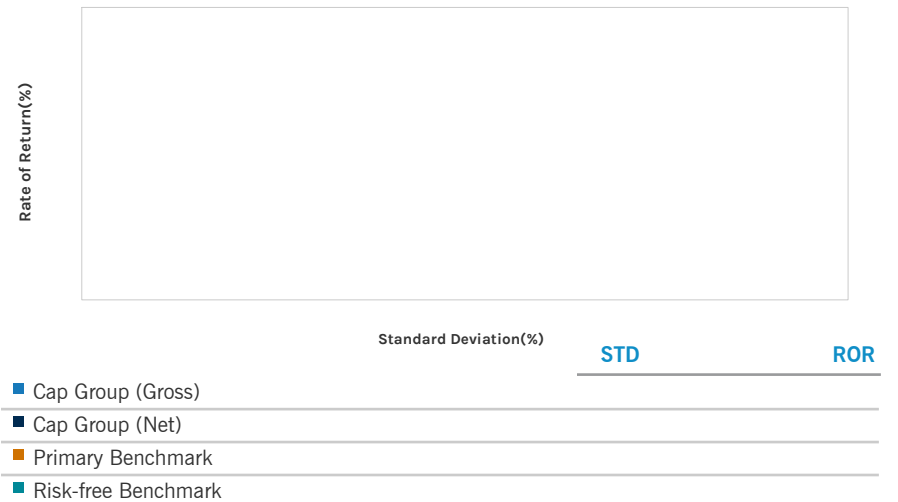 Rate of Return(%)
Standard Deviation(%)
STD ROR
Cap Group (Gross)
Cap Group (Net)
Primary Benchmark
Risk-free Benchmark